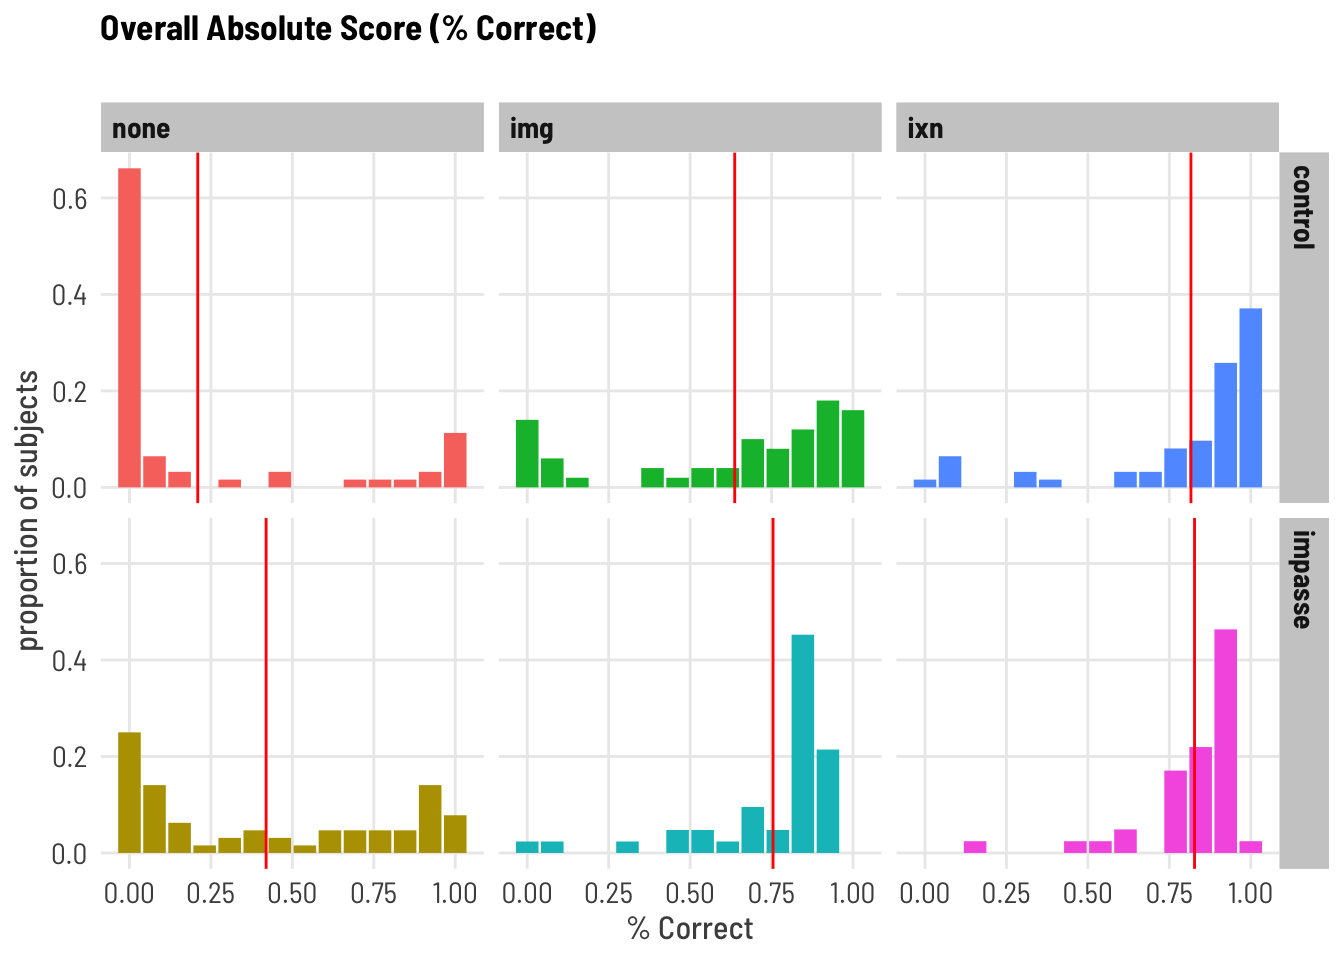 Overall Absolute Score (% Correct)
none
img
ixn
control
impasse
proportion of subjects
0.6
0.4
0.2
0.0
0.6
0.4
0.2
0.0
0.00 0.25 0.50 0.75 1.00
0.00 0.25 0.50 0.75 1.00
0.00 0.25 0.50 0.75 1.00
% Correct